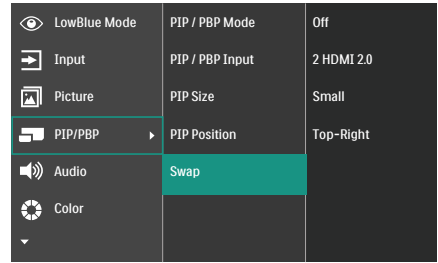 LowBlue Mode
Input
Picture
PIP/PBP
Audio
Color
PIP / PBP Mode
PIP / PBP Input
PIP Size
PIP Position
Swap
Off
2 HDMI 2.0
Small
Top-Right